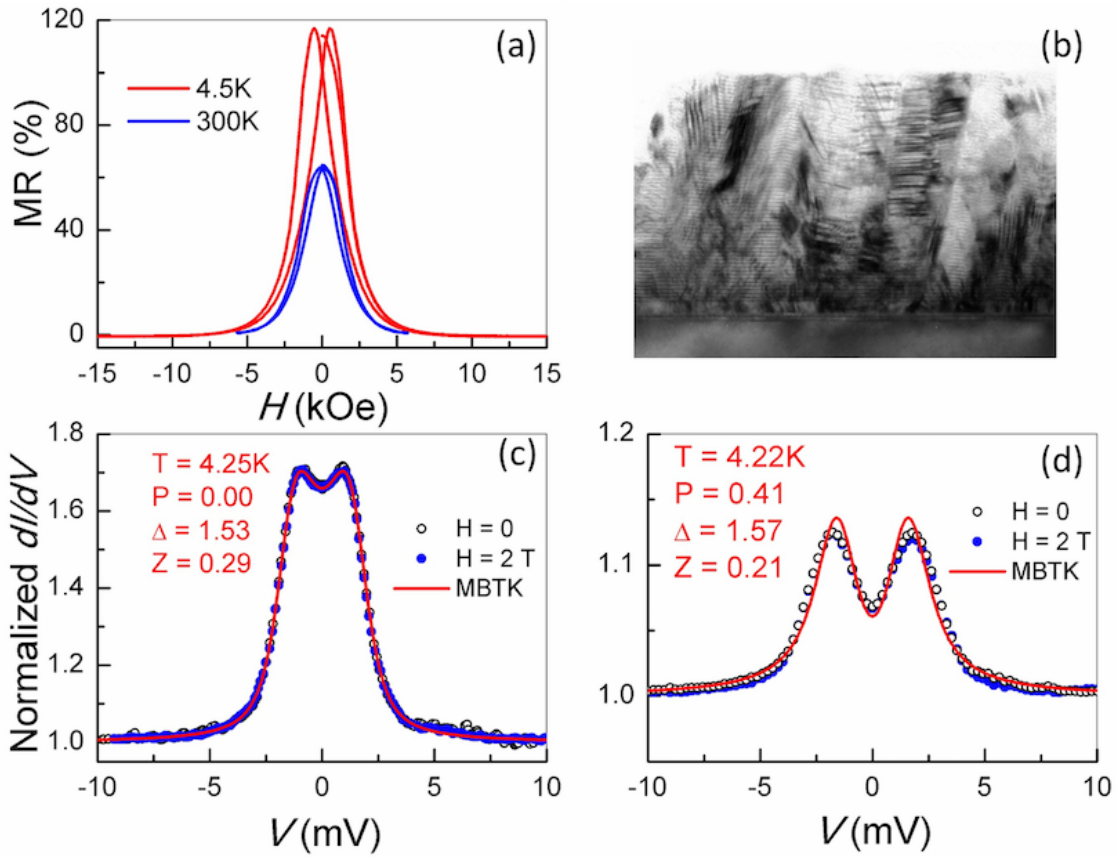 (a)
120
80
40
0
MR (%)
4.5K
300K
-15 -10 -5 0 5 10 15
H (kOe)
(b)
(c)
1.8
1.6
1.4
1.2
1.0
Normalized dI/dV
T = 4.25K
P = 0.00
Δ = 1.53
Z = 0.29
H = 0
H = 2 T
MBTK
-10 -5 0 5 10
V (mV)
(d)
1.2
1.1
1.0
T = 4.22K
P = 0.41
Δ = 1.57
Z = 0.21
H = 0
H = 2 T
MBTK
-10 -5 0 5 10
V (mV)